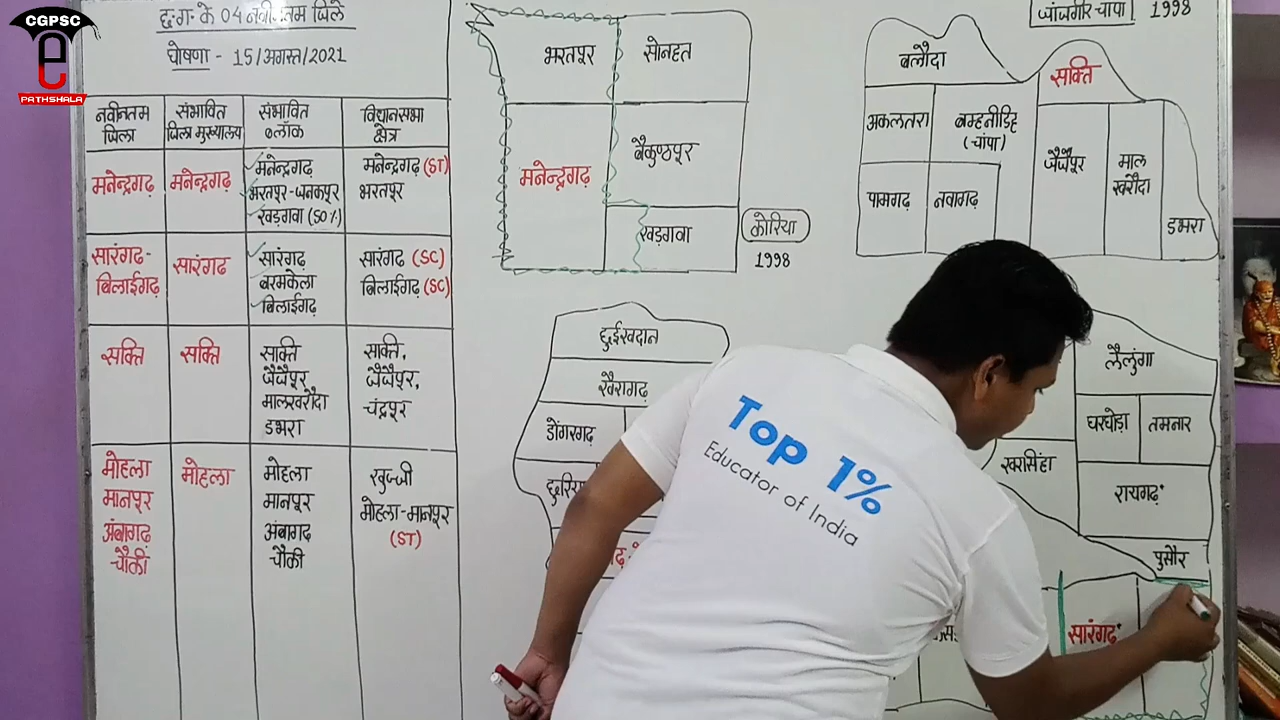 CGPSC
e
PATHSHALA
छ.ग. के 04 नवीनतम जिले
घोषणा - 15/अगस्त/2021
नवीनतम जिला
संभावित जिला मुख्यालय
संभावित ब्लॉक
विधानसभा क्षेत्र
मनेन्द्रगढ़
मनेन्द्रगढ़
मनेन्द्रगढ़
भरतपुर-जनकपुर
खड़गवा (50%)
मनेन्द्रगढ़ (ST)
भरतपुर
सारंगढ़-
बिलाईगढ़
सारंगढ़
सारंगढ़
बरमकेला
बिलाईगढ़
सारंगढ़ (SC)
बिलाईगढ़ (SC)
सक्ति
सक्ति
साक्ति
जैजैपुर
मालखरौदा
डभरा
साक्ति,
जैजैपुर,
चंद्रपुर
मोहला
मानपुर
अंबागढ़
चौकी
मोहला
मोहला
मानपुर
अंबागढ़
चौकी
खुज्जी
मोहला-मानपुर
(ST)
भरतपुर
सोनहत
मनेन्द्रगढ़
बैकुण्ठपुर
खड़गवा
कोरिया
1998
जांजगीर चांपा 1998
बलौदा
सक्ति
अकलतरा
बम्हनीडीह
(चांपा)
जैजैपुर
माल
खरौदा
पामगढ़
नवागढ़
डभरा
छुईखदान
खैरागढ़
डोंगरगढ़
छुरिया
लैलुंगा
घरघोड़ा
तमनार
खरसिंहा
रायगढ़*
पुसौर
सारंगढ़*
Top 1%
Educator of India